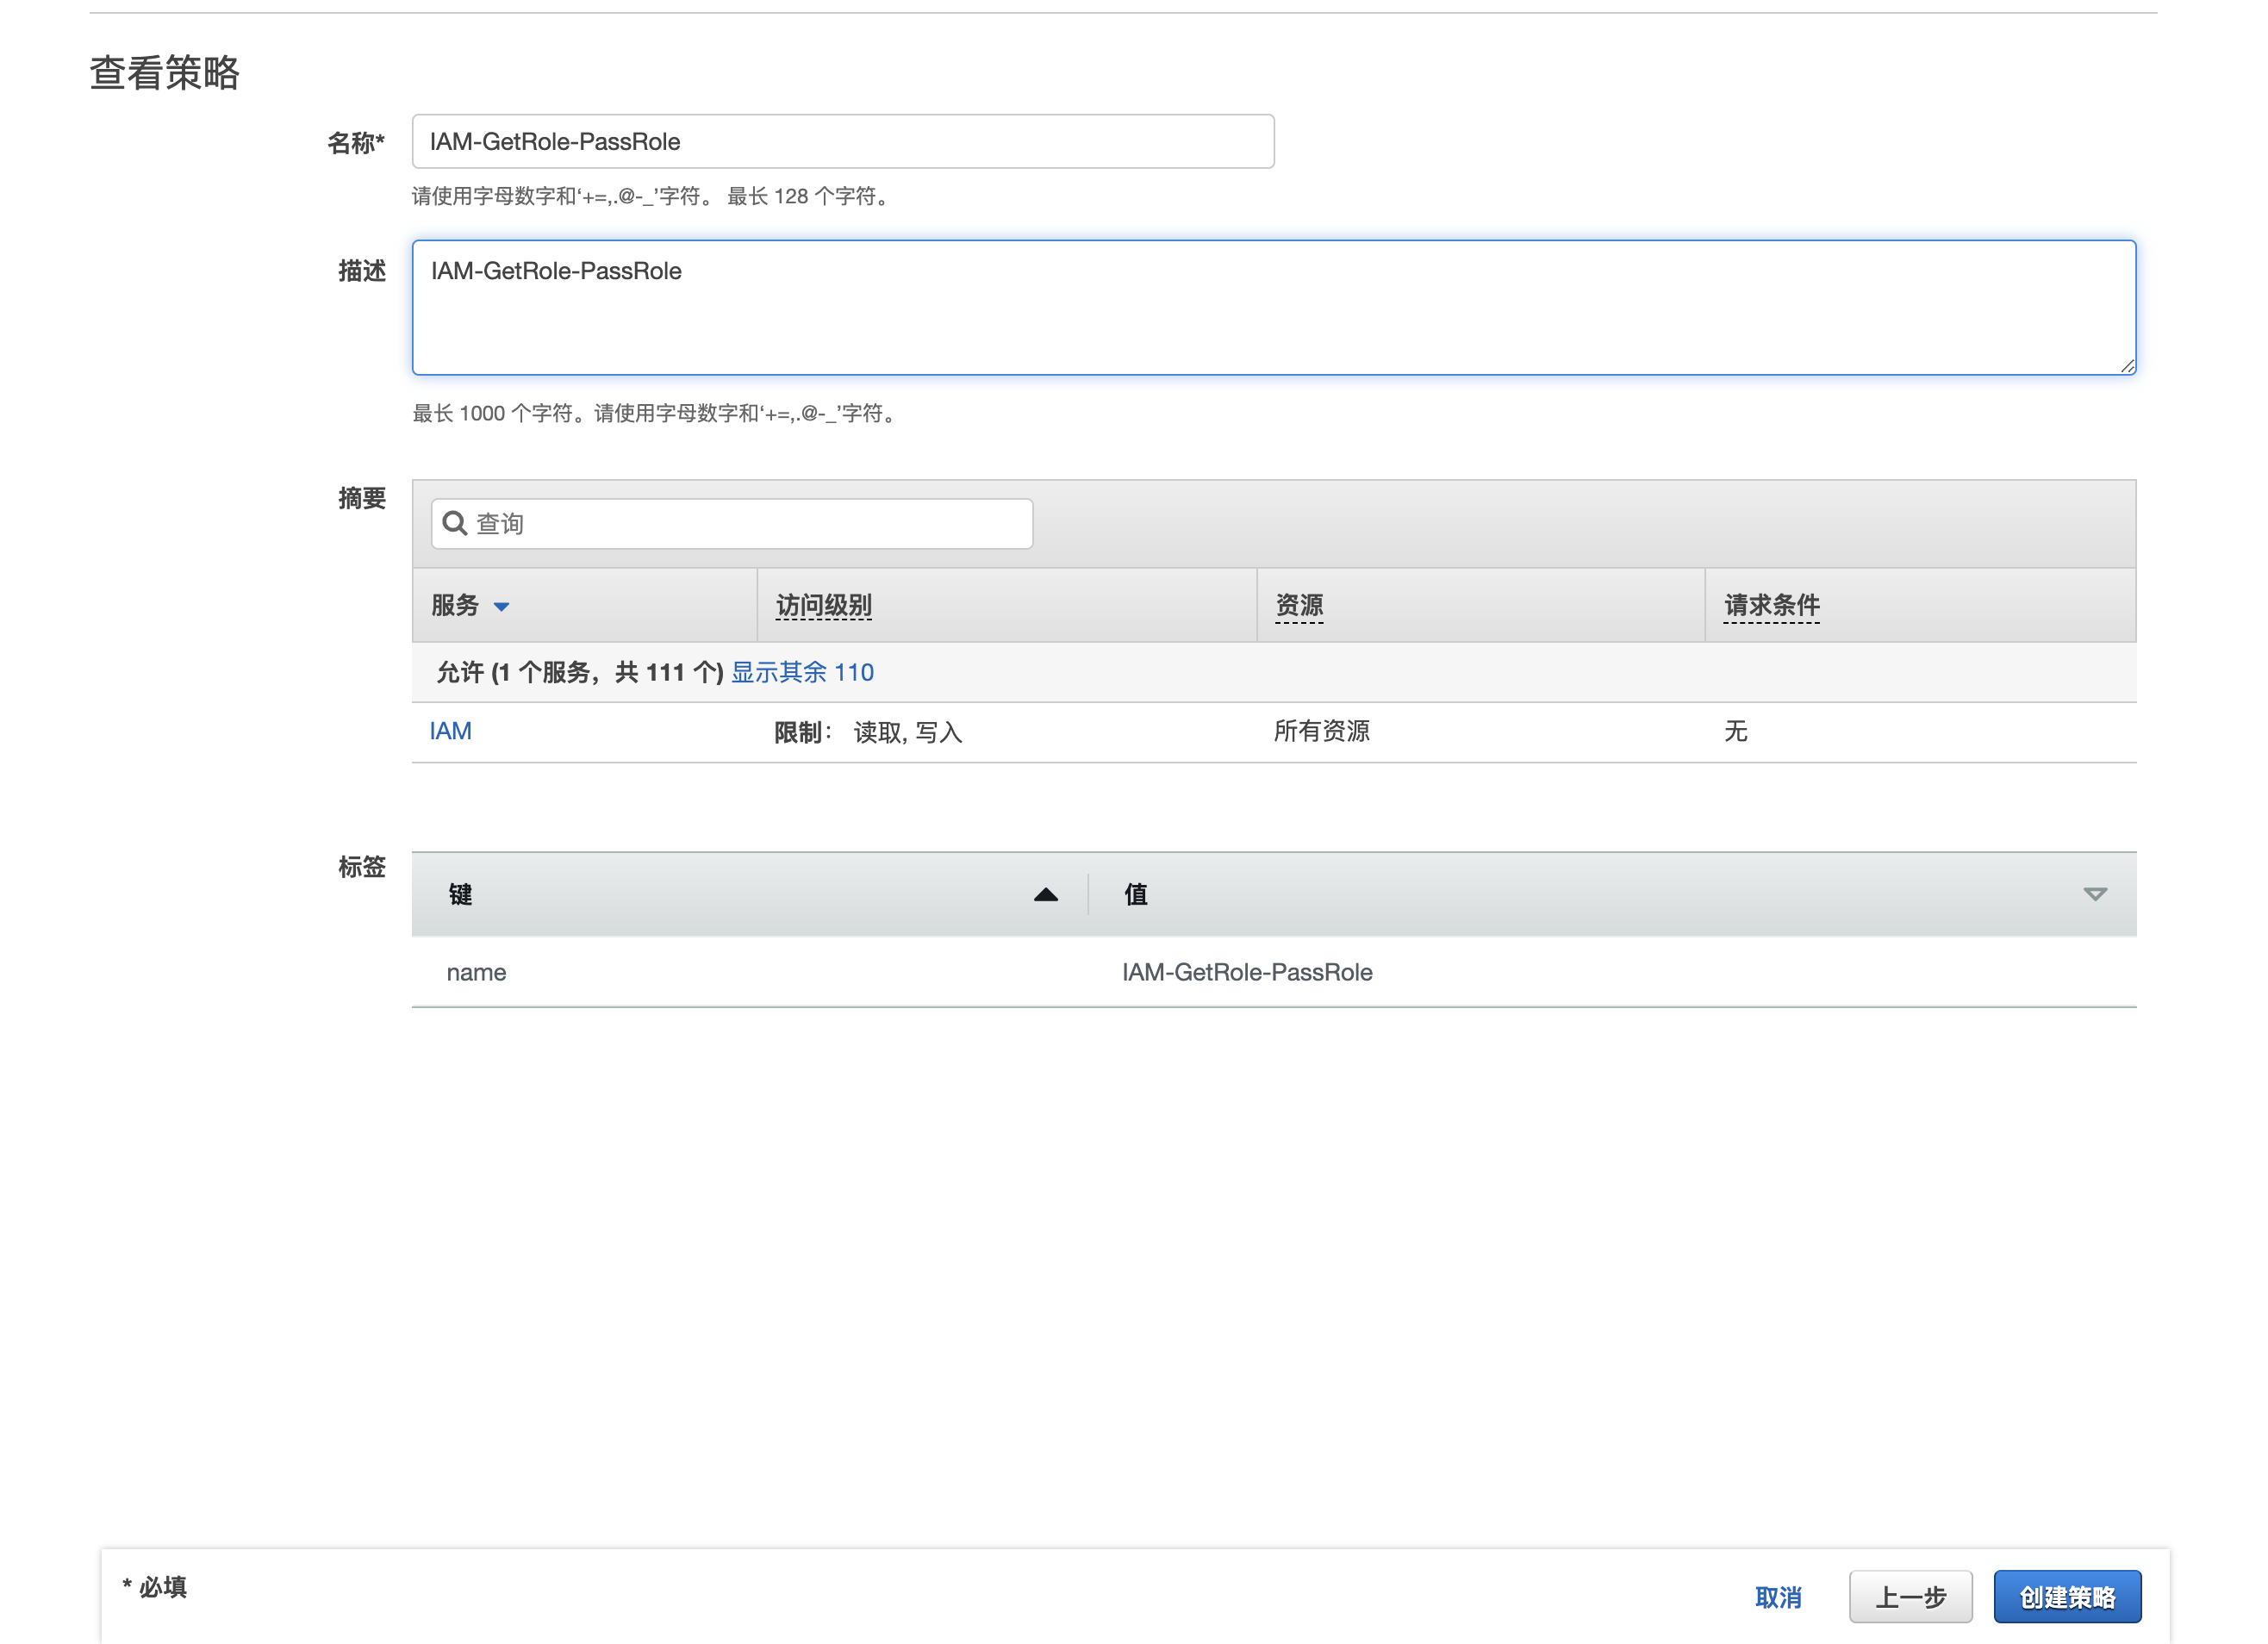 查看策略
名称* IAM-GetRole-PassRole
请使用字母数字和‘+=,.@-_’字符。 最长 128 个字符。
描述 IAM-GetRole-PassRole
最长 1000 个字符。请使用字母数字和‘+=,.@-_’字符。
摘要 查询
服务 访问级别 资源 请求条件
允许 (1 个服务，共 111 个) 显示其余 110
IAM 限制： 读取, 写入 所有资源 无
标签 键 值
name IAM-GetRole-PassRole
* 必填 取消 上一步 创建策略